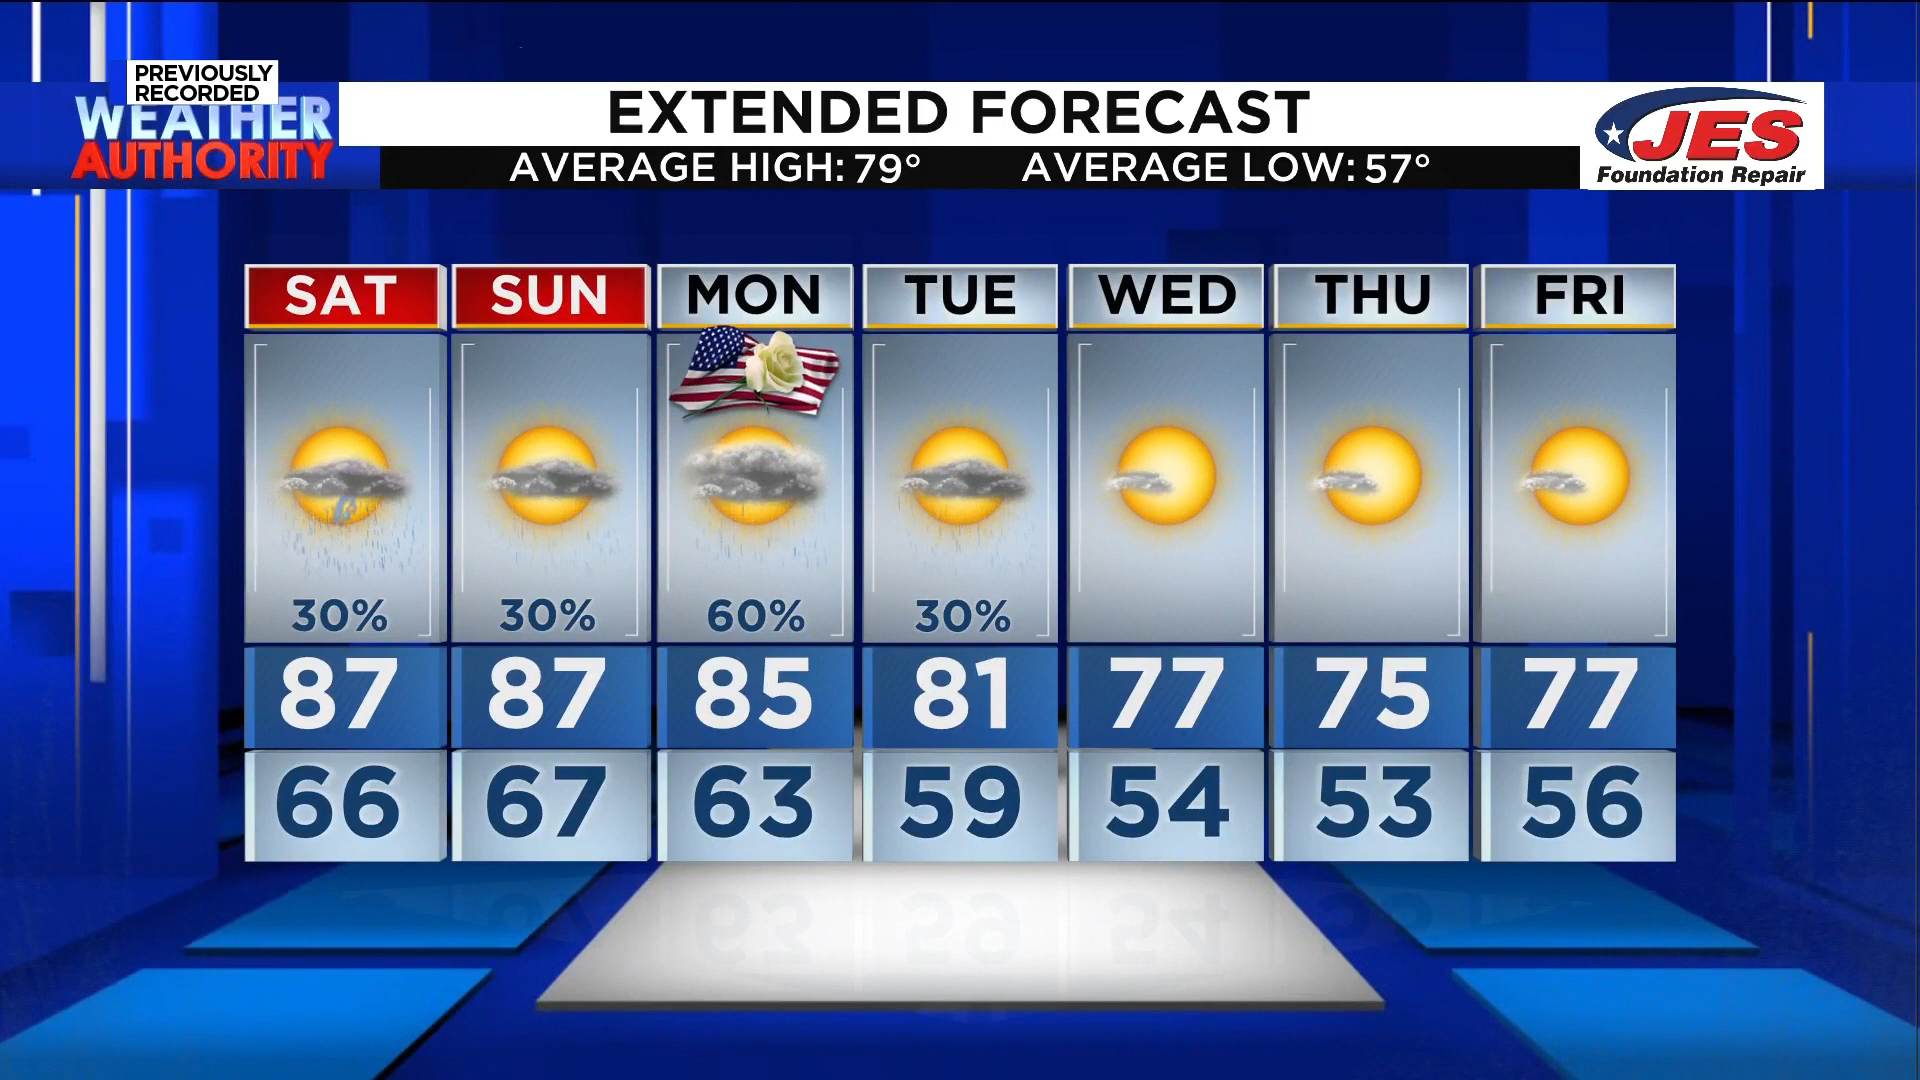 PREVIOUSLY
RECORDED
WEATHER
AUTHORITY
EXTENDED FORECAST
AVERAGE HIGH: 79° AVERAGE LOW: 57°
JES
Foundation Repair
SAT SUN MON TUE WED THU FRI
30% 30% 60% 30%
87 87 85 81 77 75 77
66 67 63 59 54 53 56